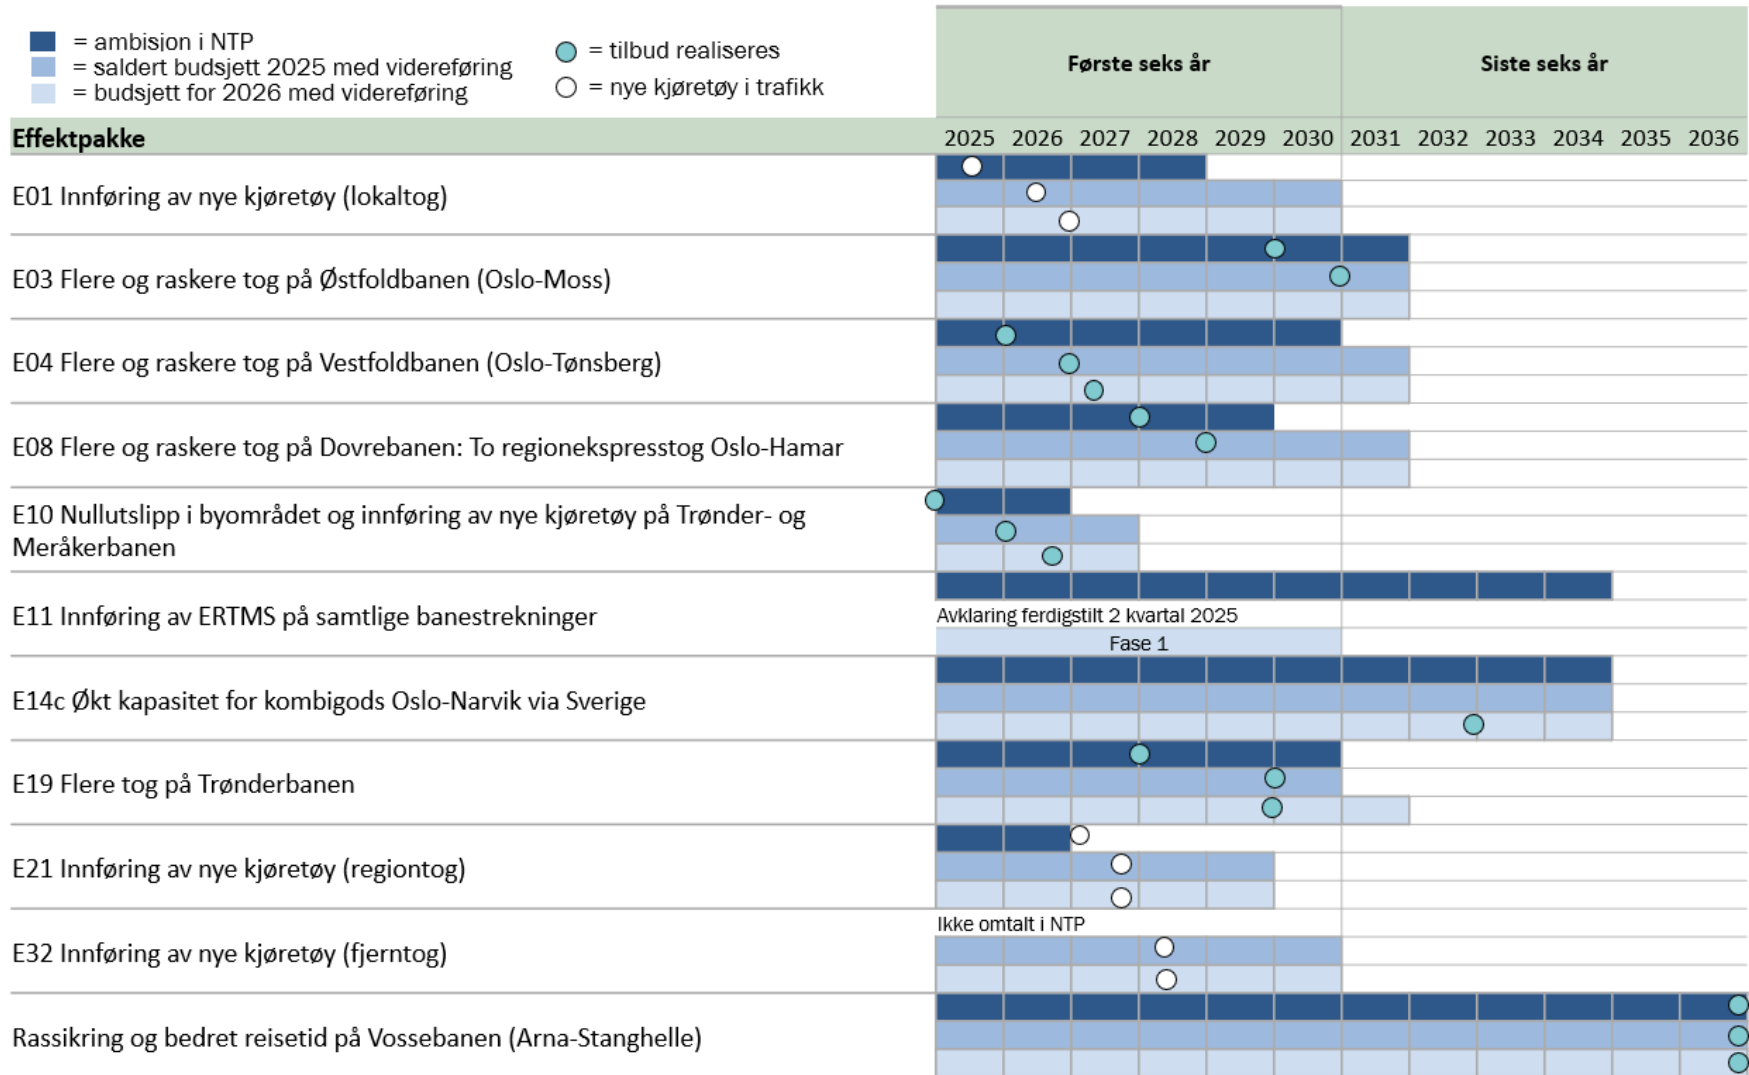 = ambisjon i NTP
= saldert budsjett 2025 med videreføring
= budsjett for 2026 med videreføring
= tilbud realiseres
= nye kjøretøy i trafikk
Første seks år
Siste seks år
Effektpakke
2025 2026 2027 2028 2029 2030 2031 2032 2033 2034 2035 2036
E01 Innføring av nye kjøretøy (lokaltog)
E03 Flere og raskere tog på Østfoldbanen (Oslo-Moss)
E04 Flere og raskere tog på Vestfoldbanen (Oslo-Tønsberg)
E08 Flere og raskere tog på Dovrebanen: To regionekspresstog Oslo-Hamar
E10 Nullutslipp i byområdet og innføring av nye kjøretøy på Trønder- og
Meråkerbanen
E11 Innføring av ERTMS på samtlige banestrekninger
Avklaring ferdigstilt 2 kvartal 2025
Fase 1
E14c Økt kapasitet for kombigods Oslo-Narvik via Sverige
E19 Flere tog på Trønderbanen
E21 Innføring av nye kjøretøy (regiontog)
Ikke omtalt i NTP
E32 Innføring av nye kjøretøy (fjerntog)
Rassikring og bedret reisetid på Vossebanen (Arna-Stanghelle)